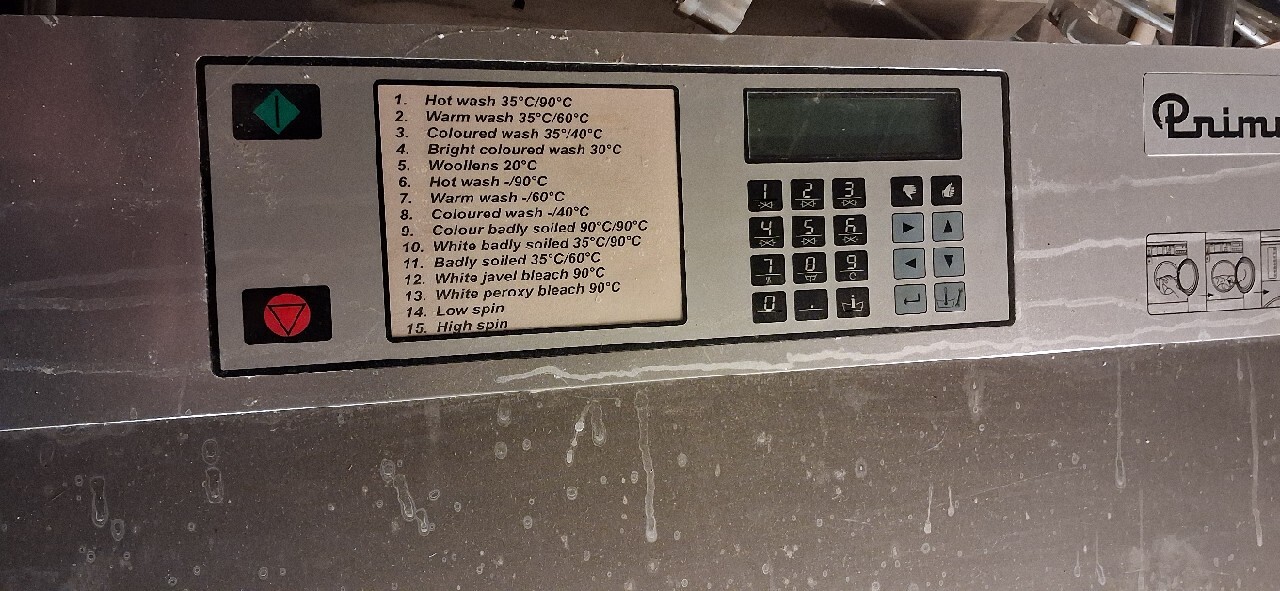 1. Hot wash 35°C/90°C
2. Warm wash 35°C/60°C
3. Coloured wash 35°/40°C
4. Bright coloured wash 30°C
5. Woollens 20°C
6. Hot wash -/90°C
7. Warm wash -/60°C
8. Coloured wash -/40°C
9. Colour badly soiled 90°C/90°C
10. White badly soiled 35°C/90°C
11. Badly soiled 35°C/60°C
12. White javel bleach 90°C
13. White peroxy bleach 90°C
14. Low spin
15. High spin
1 2 3
4 5 6
7 8 9
%
C
0 .
Primu